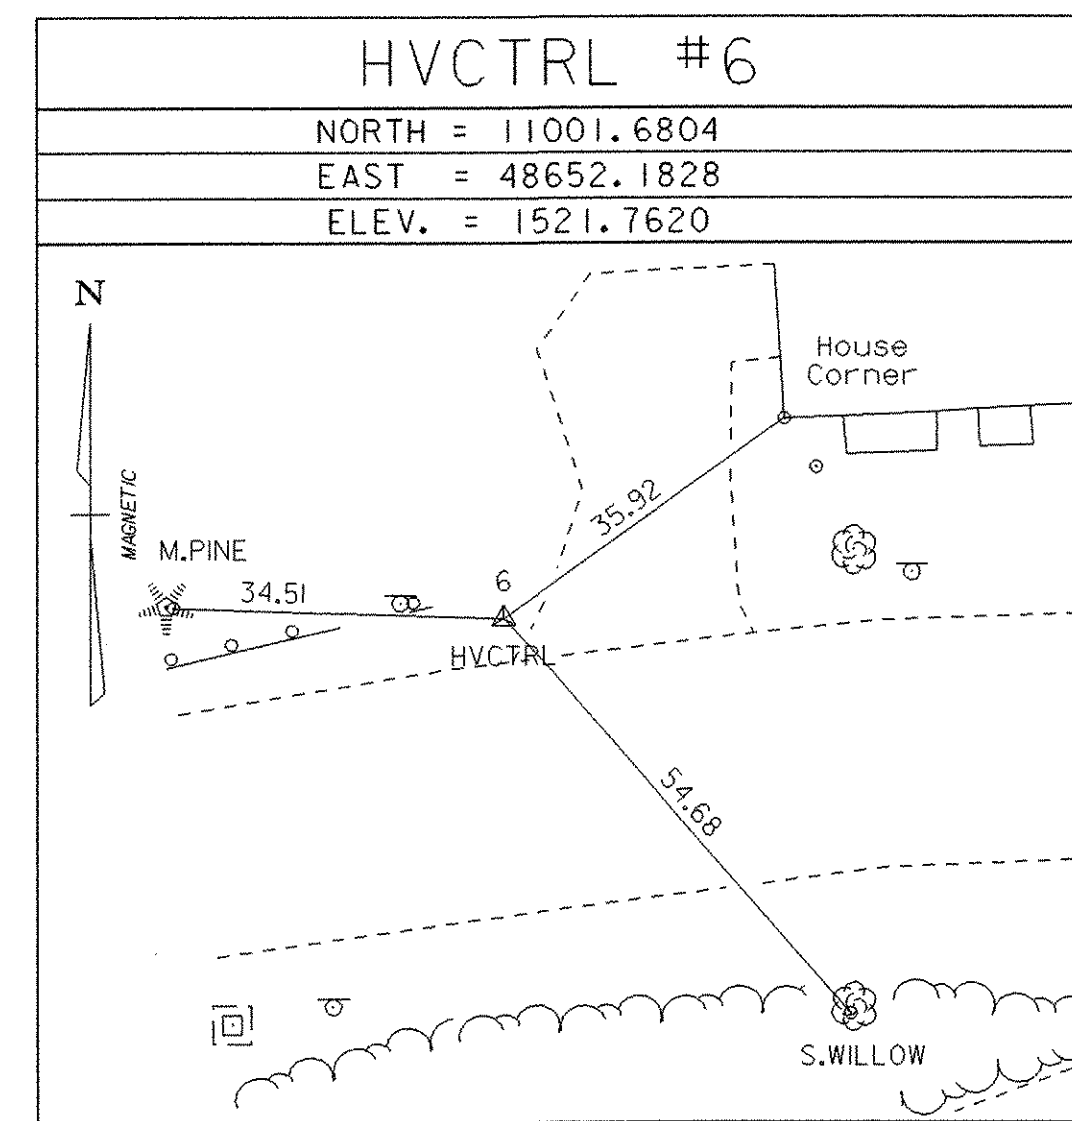 HVCTRL #6
NORTH = 11001.6804
EAST = 48652.1828
ELEV. = 1521.7620
N
MAGNETIC
House
Corner
35.92
M.PINE
34.51
6
HVCTRL
54.68
S.WILLOW